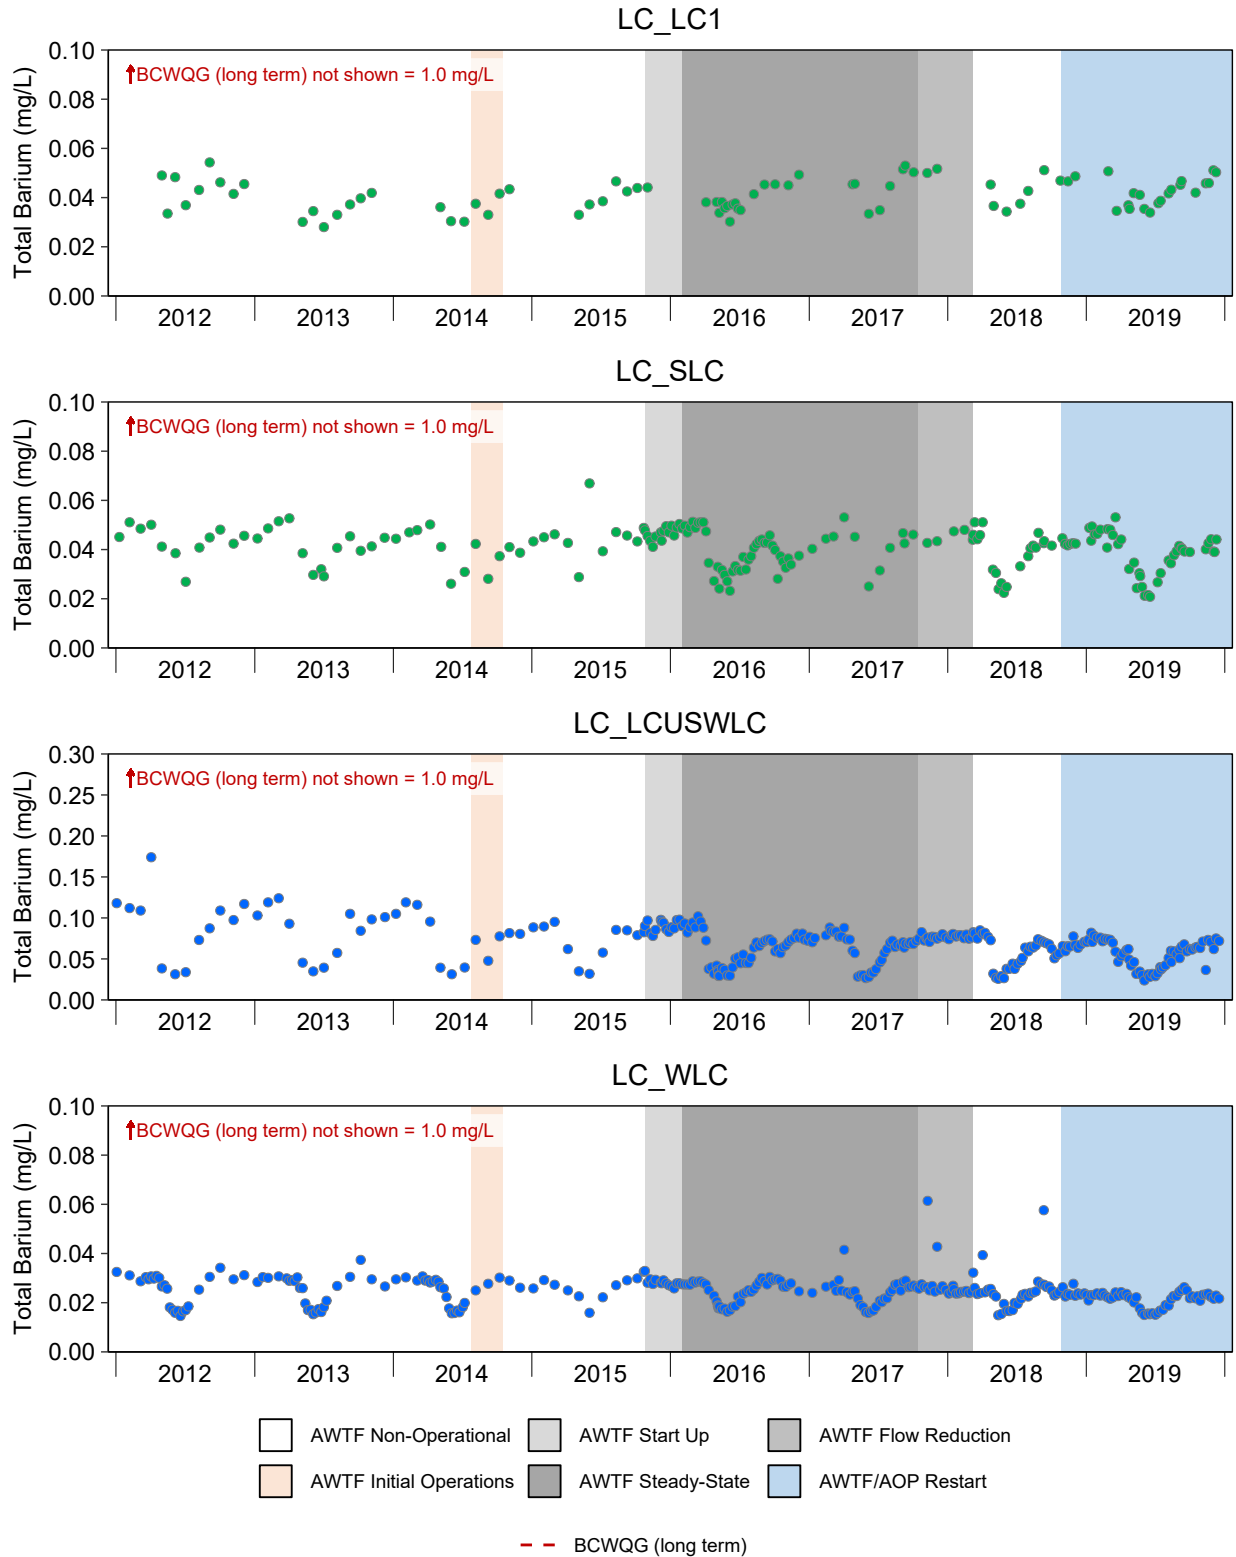 LC_LC1
Total Barium (mg/L)
0.10
0.08
0.06
0.04
0.02
0.00
BCWQG (long term) not shown = 1.0 mg/L
2012 2013 2014 2015 2016 2017 2018 2019
LC_SLC
Total Barium (mg/L)
0.10
0.08
0.06
0.04
0.02
0.00
BCWQG (long term) not shown = 1.0 mg/L
2012 2013 2014 2015 2016 2017 2018 2019
LC_LCUSWLC
Total Barium (mg/L)
0.30
0.25
0.20
0.15
0.10
0.05
0.00
BCWQG (long term) not shown = 1.0 mg/L
2012 2013 2014 2015 2016 2017 2018 2019
LC_WLC
Total Barium (mg/L)
0.10
0.08
0.06
0.04
0.02
0.00
BCWQG (long term) not shown = 1.0 mg/L
2012 2013 2014 2015 2016 2017 2018 2019
AWTF Non-Operational AWTF Start Up AWTF Flow Reduction
AWTF Initial Operations AWTF Steady-State AWTF/AOP Restart
BCWQG (long term)